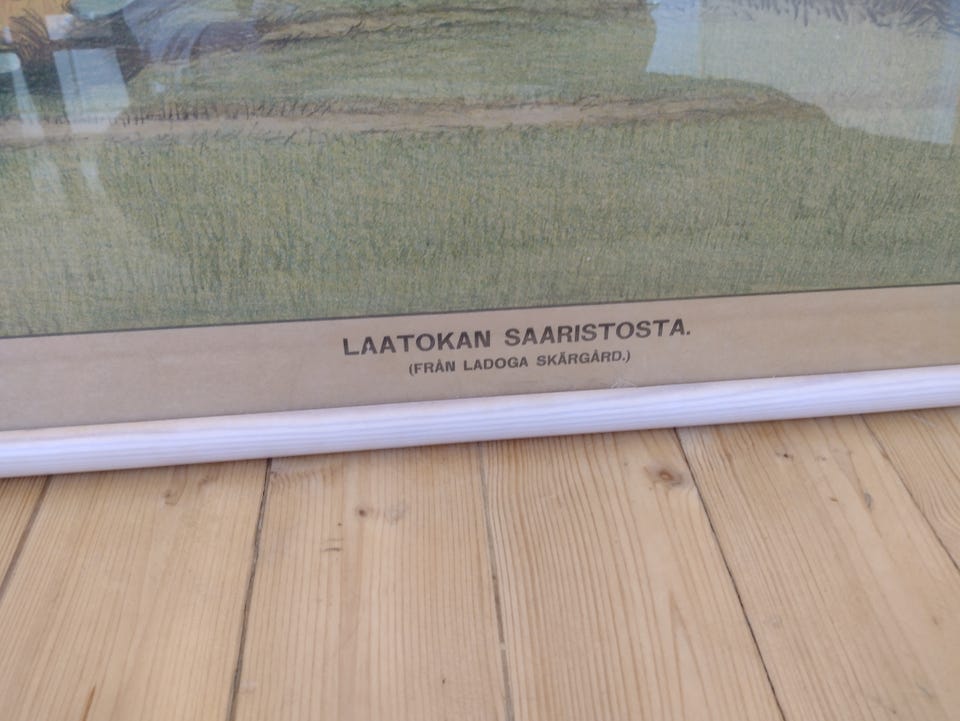 LAATOKAN SAARISTOSTA.
(FRÅN LADOGA SKÄRGÅRD.)